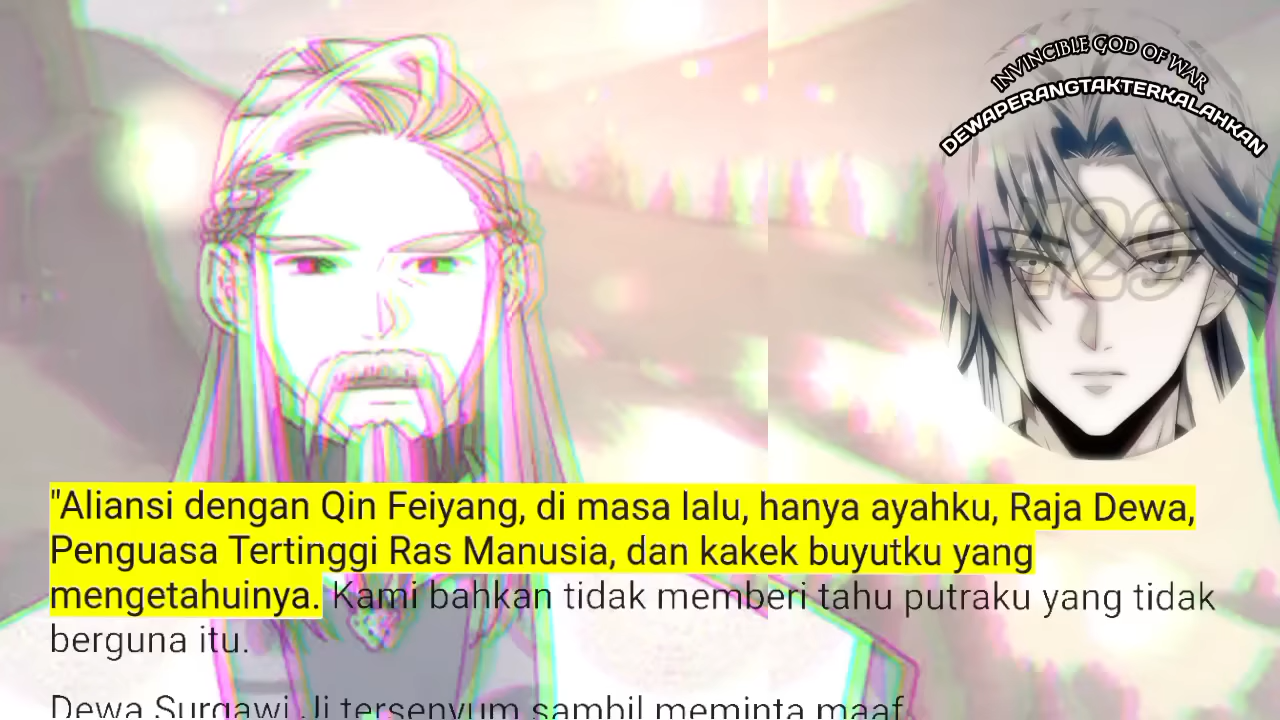 INVINCIBLE GOD OF WAR
DEWAPERANGTAKTERKALAHKAN
429
"Aliansi dengan Qin Feiyang, di masa lalu, hanya ayahku, Raja Dewa,
Penguasa Tertinggi Ras Manusia, dan kakek buyutku yang
mengetahuinya. Kami bahkan tidak memberi tahu putraku yang tidak
berguna itu.
Dewa Surgawi Ji tersenyum sambil meminta maaf.